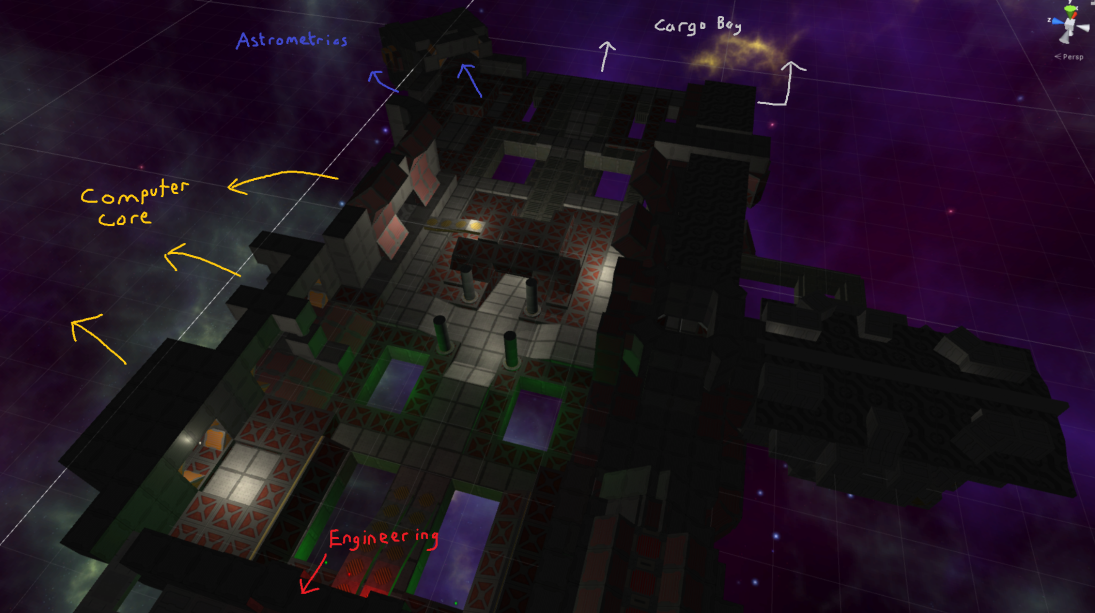 Cargo Bay
Astrometrics
Computer
Core
Engineering
y
z
< Persp